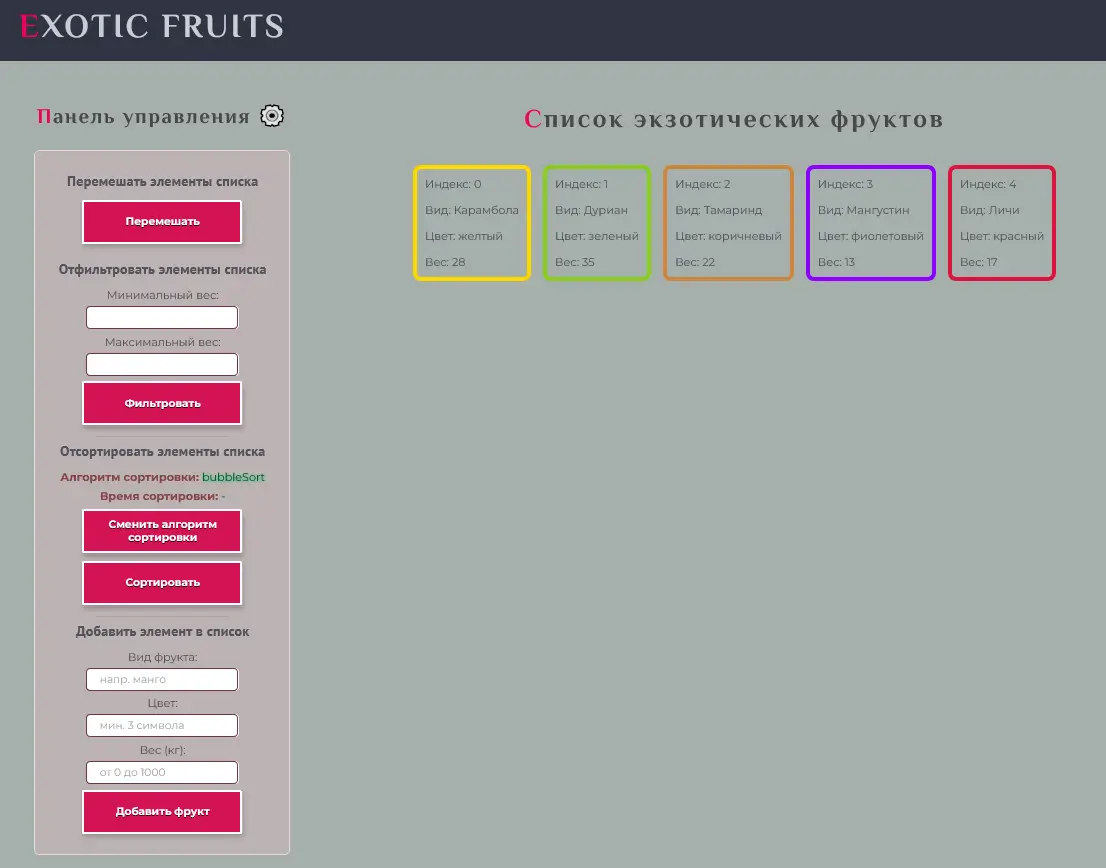 EXOTIC FRUITS
Панель управления
Перемешать элементы списка
Перемешать
Отфильтровать элементы списка
Минимальный вес:
Максимальный вес:
Фильтровать
Отсортировать элементы списка
Алгоритм сортировки: bubbleSort
Время сортировки: -
Сменить алгоритм
сортировки
Сортировать
Добавить элемент в список
Вид фрукта:
напр. манго
Цвет:
мин. 3 символа
Вес (кг):
от 0 до 1000
Добавить фрукт
Список экзотических фруктов
Индекс: 0
Вид: Карамбола
Цвет: желтый
Вес: 28
Индекс: 1
Вид: Дуриан
Цвет: зеленый
Вес: 35
Индекс: 2
Вид: Тамаринд
Цвет: коричневый
Вес: 22
Индекс: 3
Вид: Мангустин
Цвет: фиолетовый
Вес: 13
Индекс: 4
Вид: Личи
Цвет: красный
Вес: 17